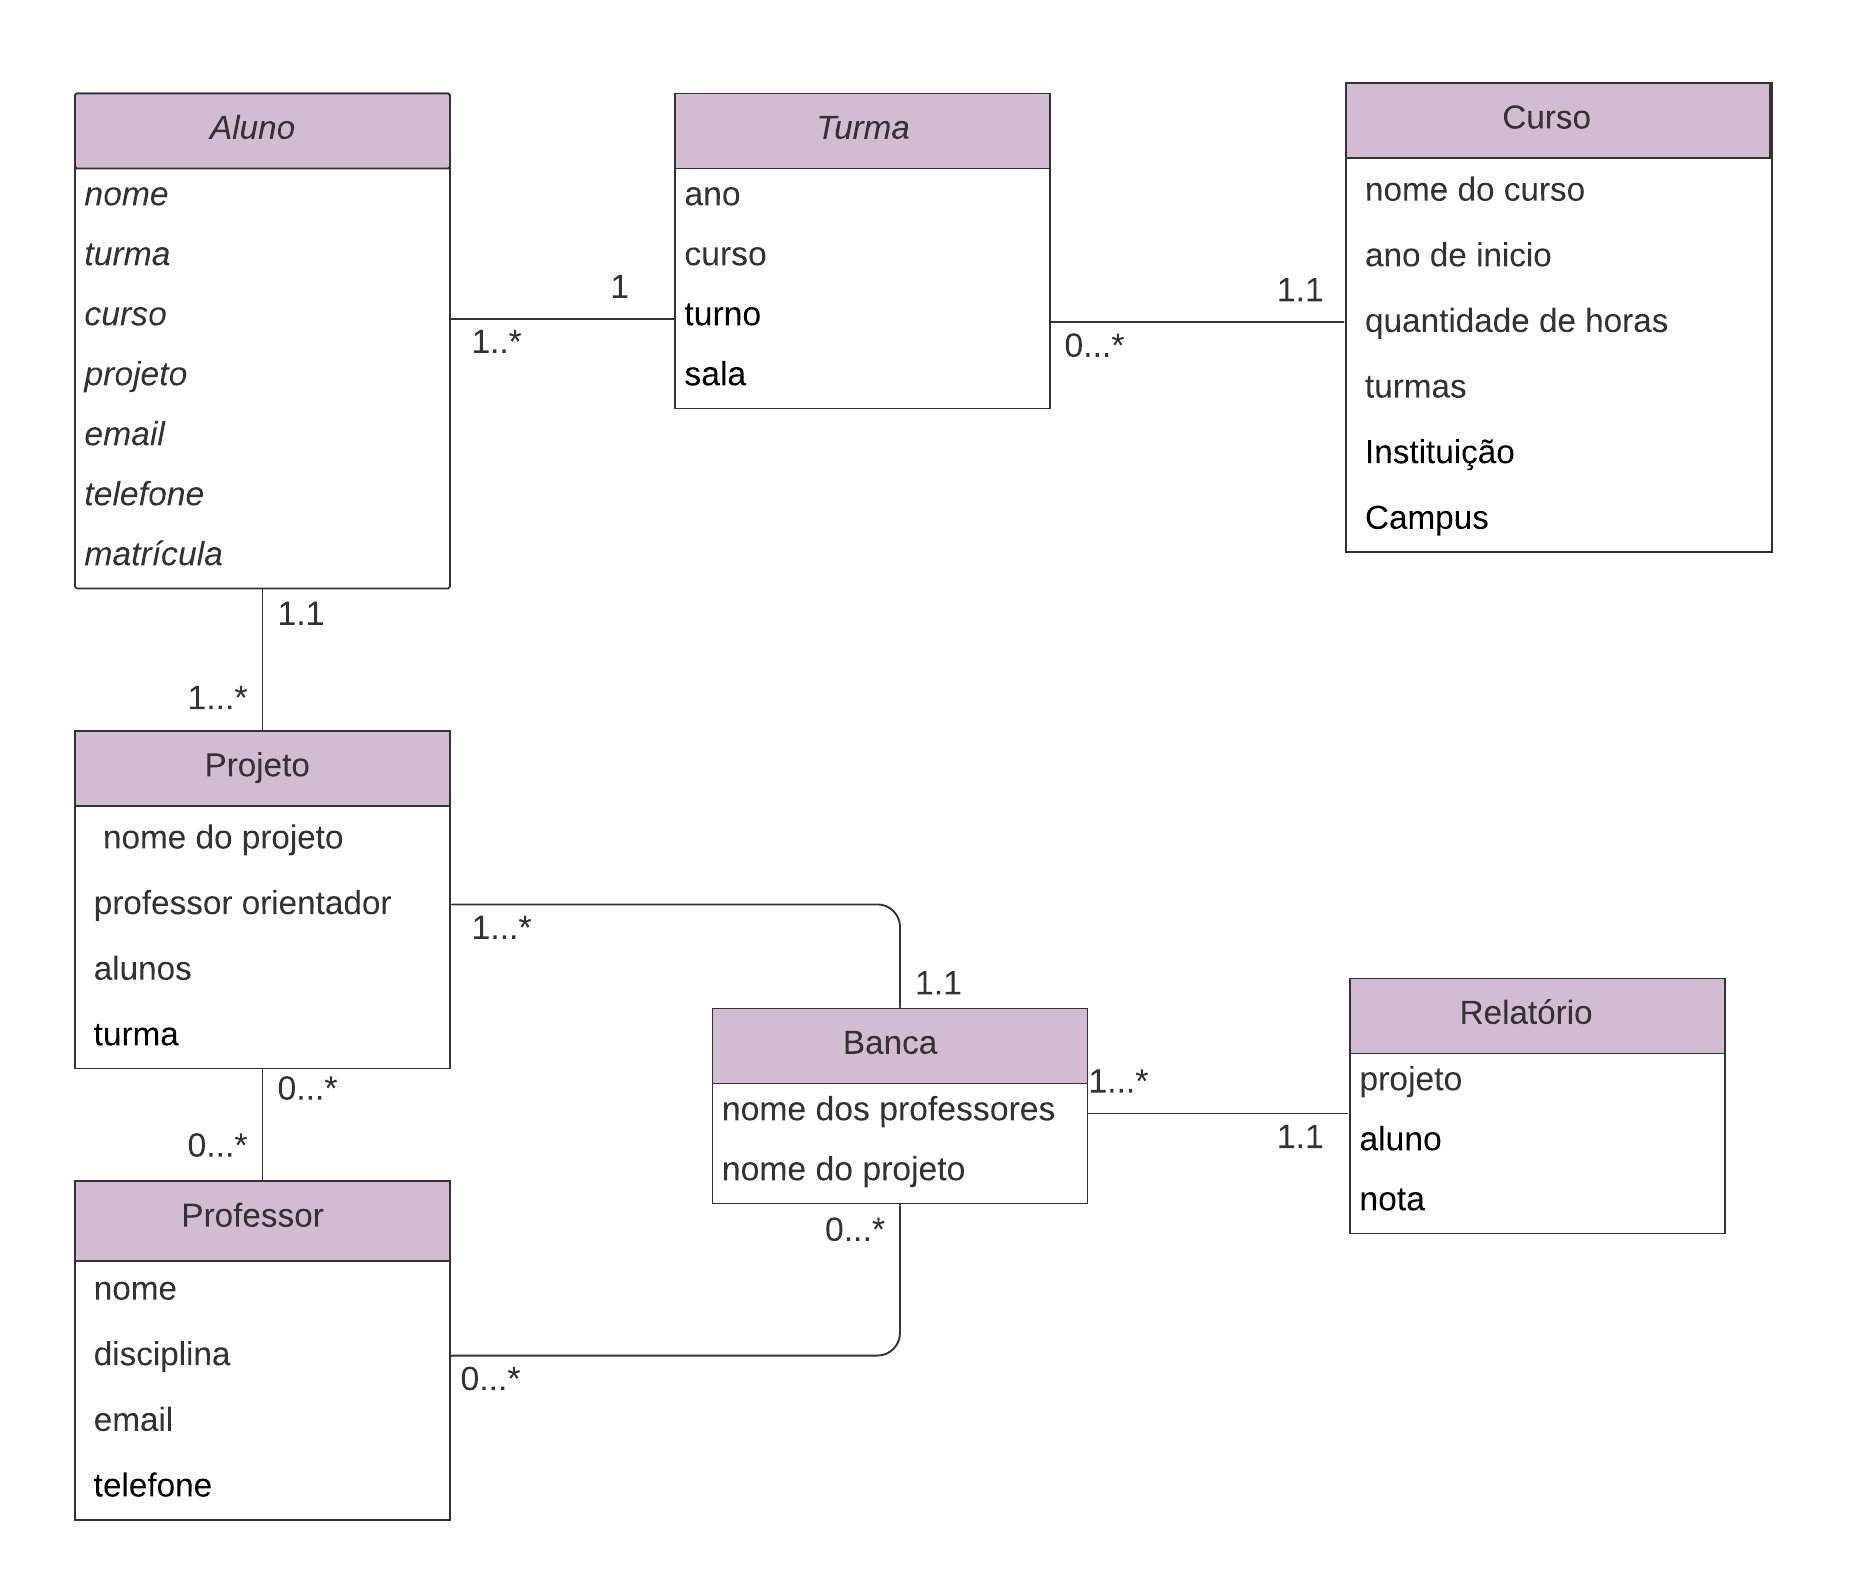 Aluno
nome
turma
curso
projeto
email
telefone
matrícula
1..*
1
Turma
ano
curso
turno
sala
0...*
1.1
Curso
nome do curso
ano de inicio
quantidade de horas
turmas
Instituição
Campus
1.1
1...*
Projeto
nome do projeto
professor orientador
alunos
turma
1...*
1.1
0...*
0...*
Banca
nome dos professores
nome do projeto
1...*
1.1
Relatório
projeto
aluno
nota
Professor
nome
disciplina
email
telefone
0...*
0...*